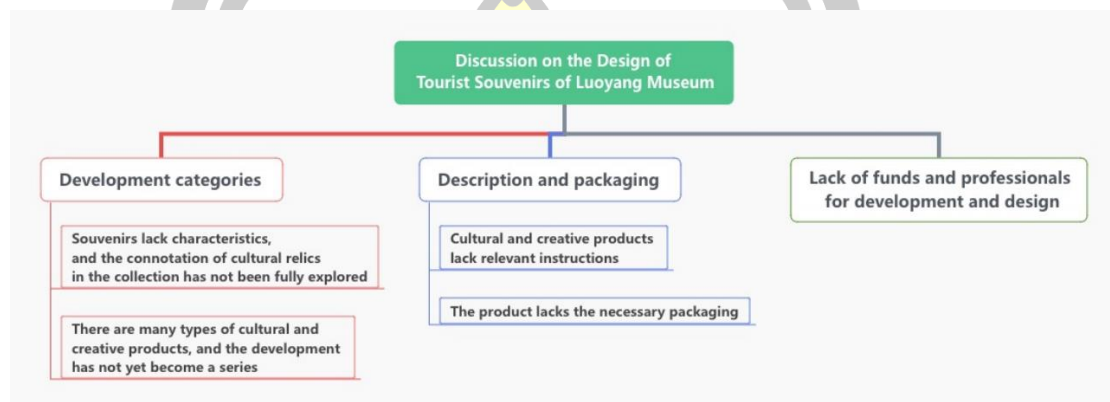 Discussion on the Design of
Tourist Souvenirs of Luoyang Museum
Development categories
Souvenirs lack characteristics,
and the connotation of cultural relics
in the collection has not been fully explored
There are many types of cultural and
creative products, and the development
has not yet become a series
Description and packaging
Cultural and creative products
lack relevant instructions
The product lacks the necessary packaging
Lack of funds and professionals
for development and design